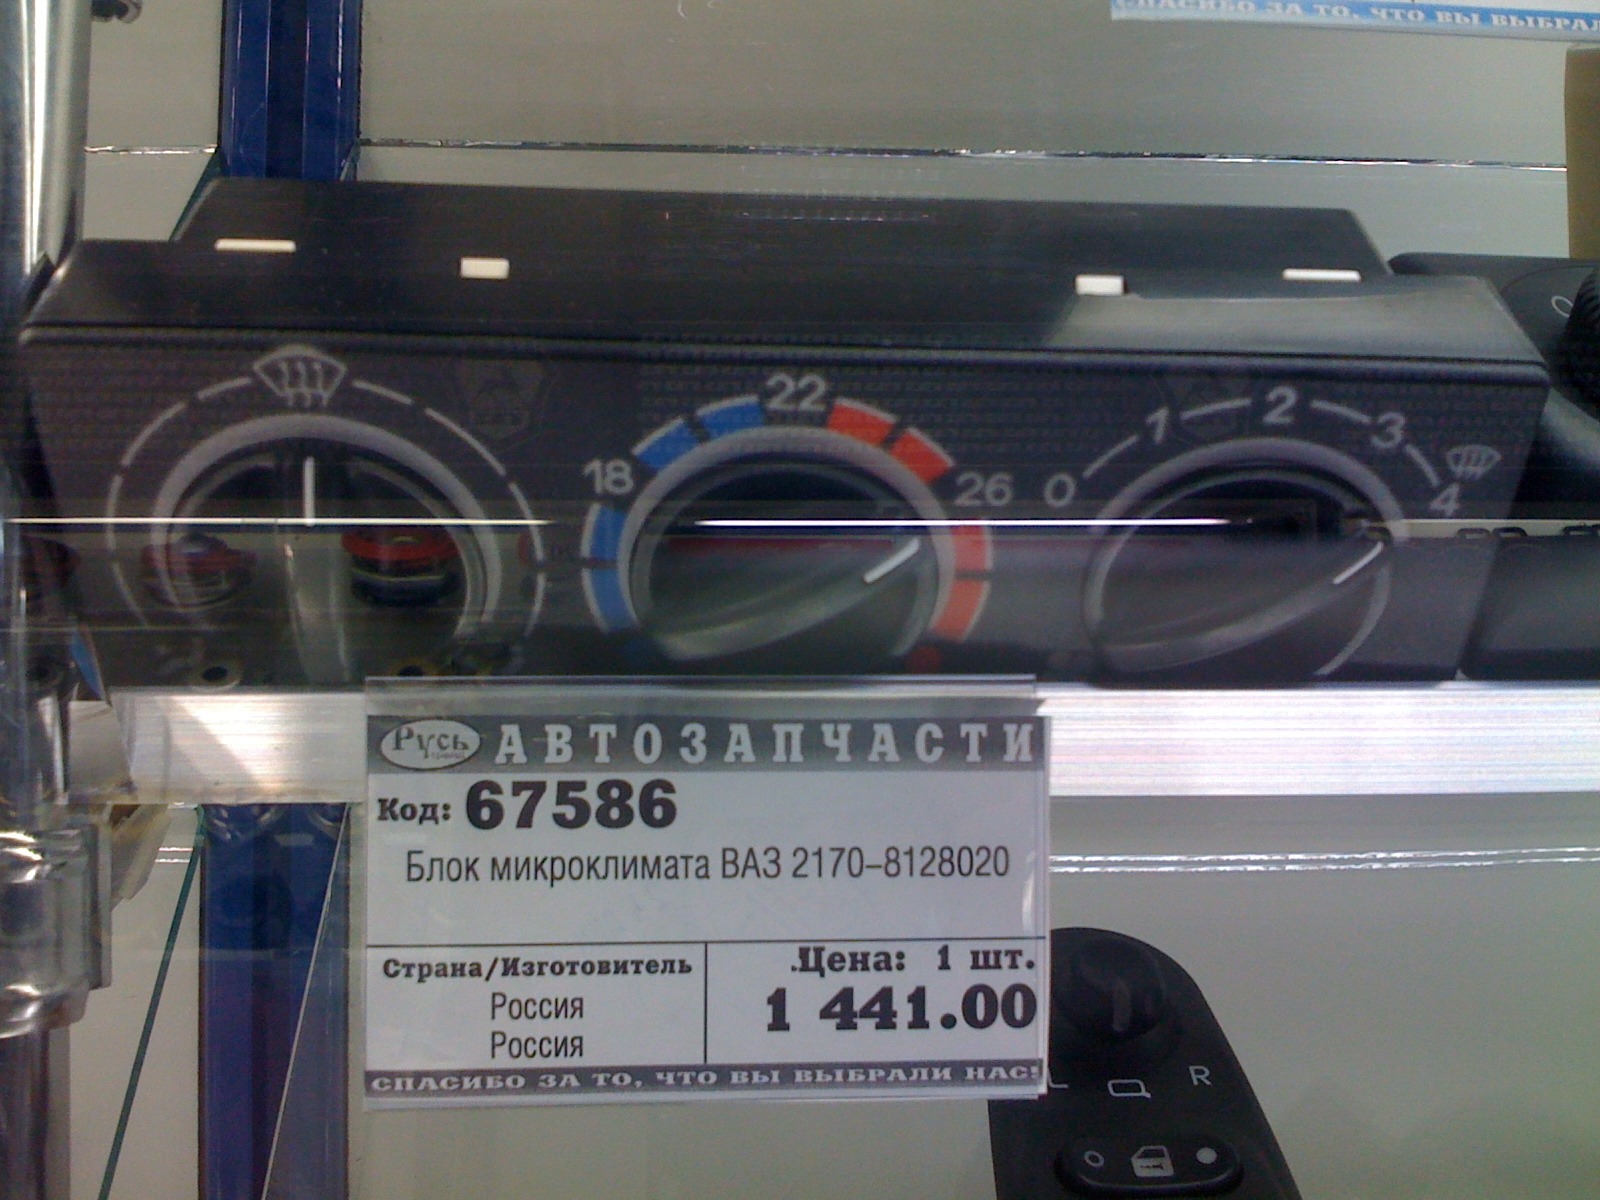 СПАСИБО ЗА ТО, ЧТО ВЫ ВЫБРАЛ
22
18
26
0
1
2
3
4
Русь
АВТОЗАПЧАСТИ
Код: 67586
Блок микроклимата ВАЗ 2170-8128020
Страна/Изготовитель
Россия
Россия
.Цена: 1 шт.
1 441.00
СПАСИБО ЗА ТО, ЧТО ВЫ ВЫБРАЛИ НАС!
L
R